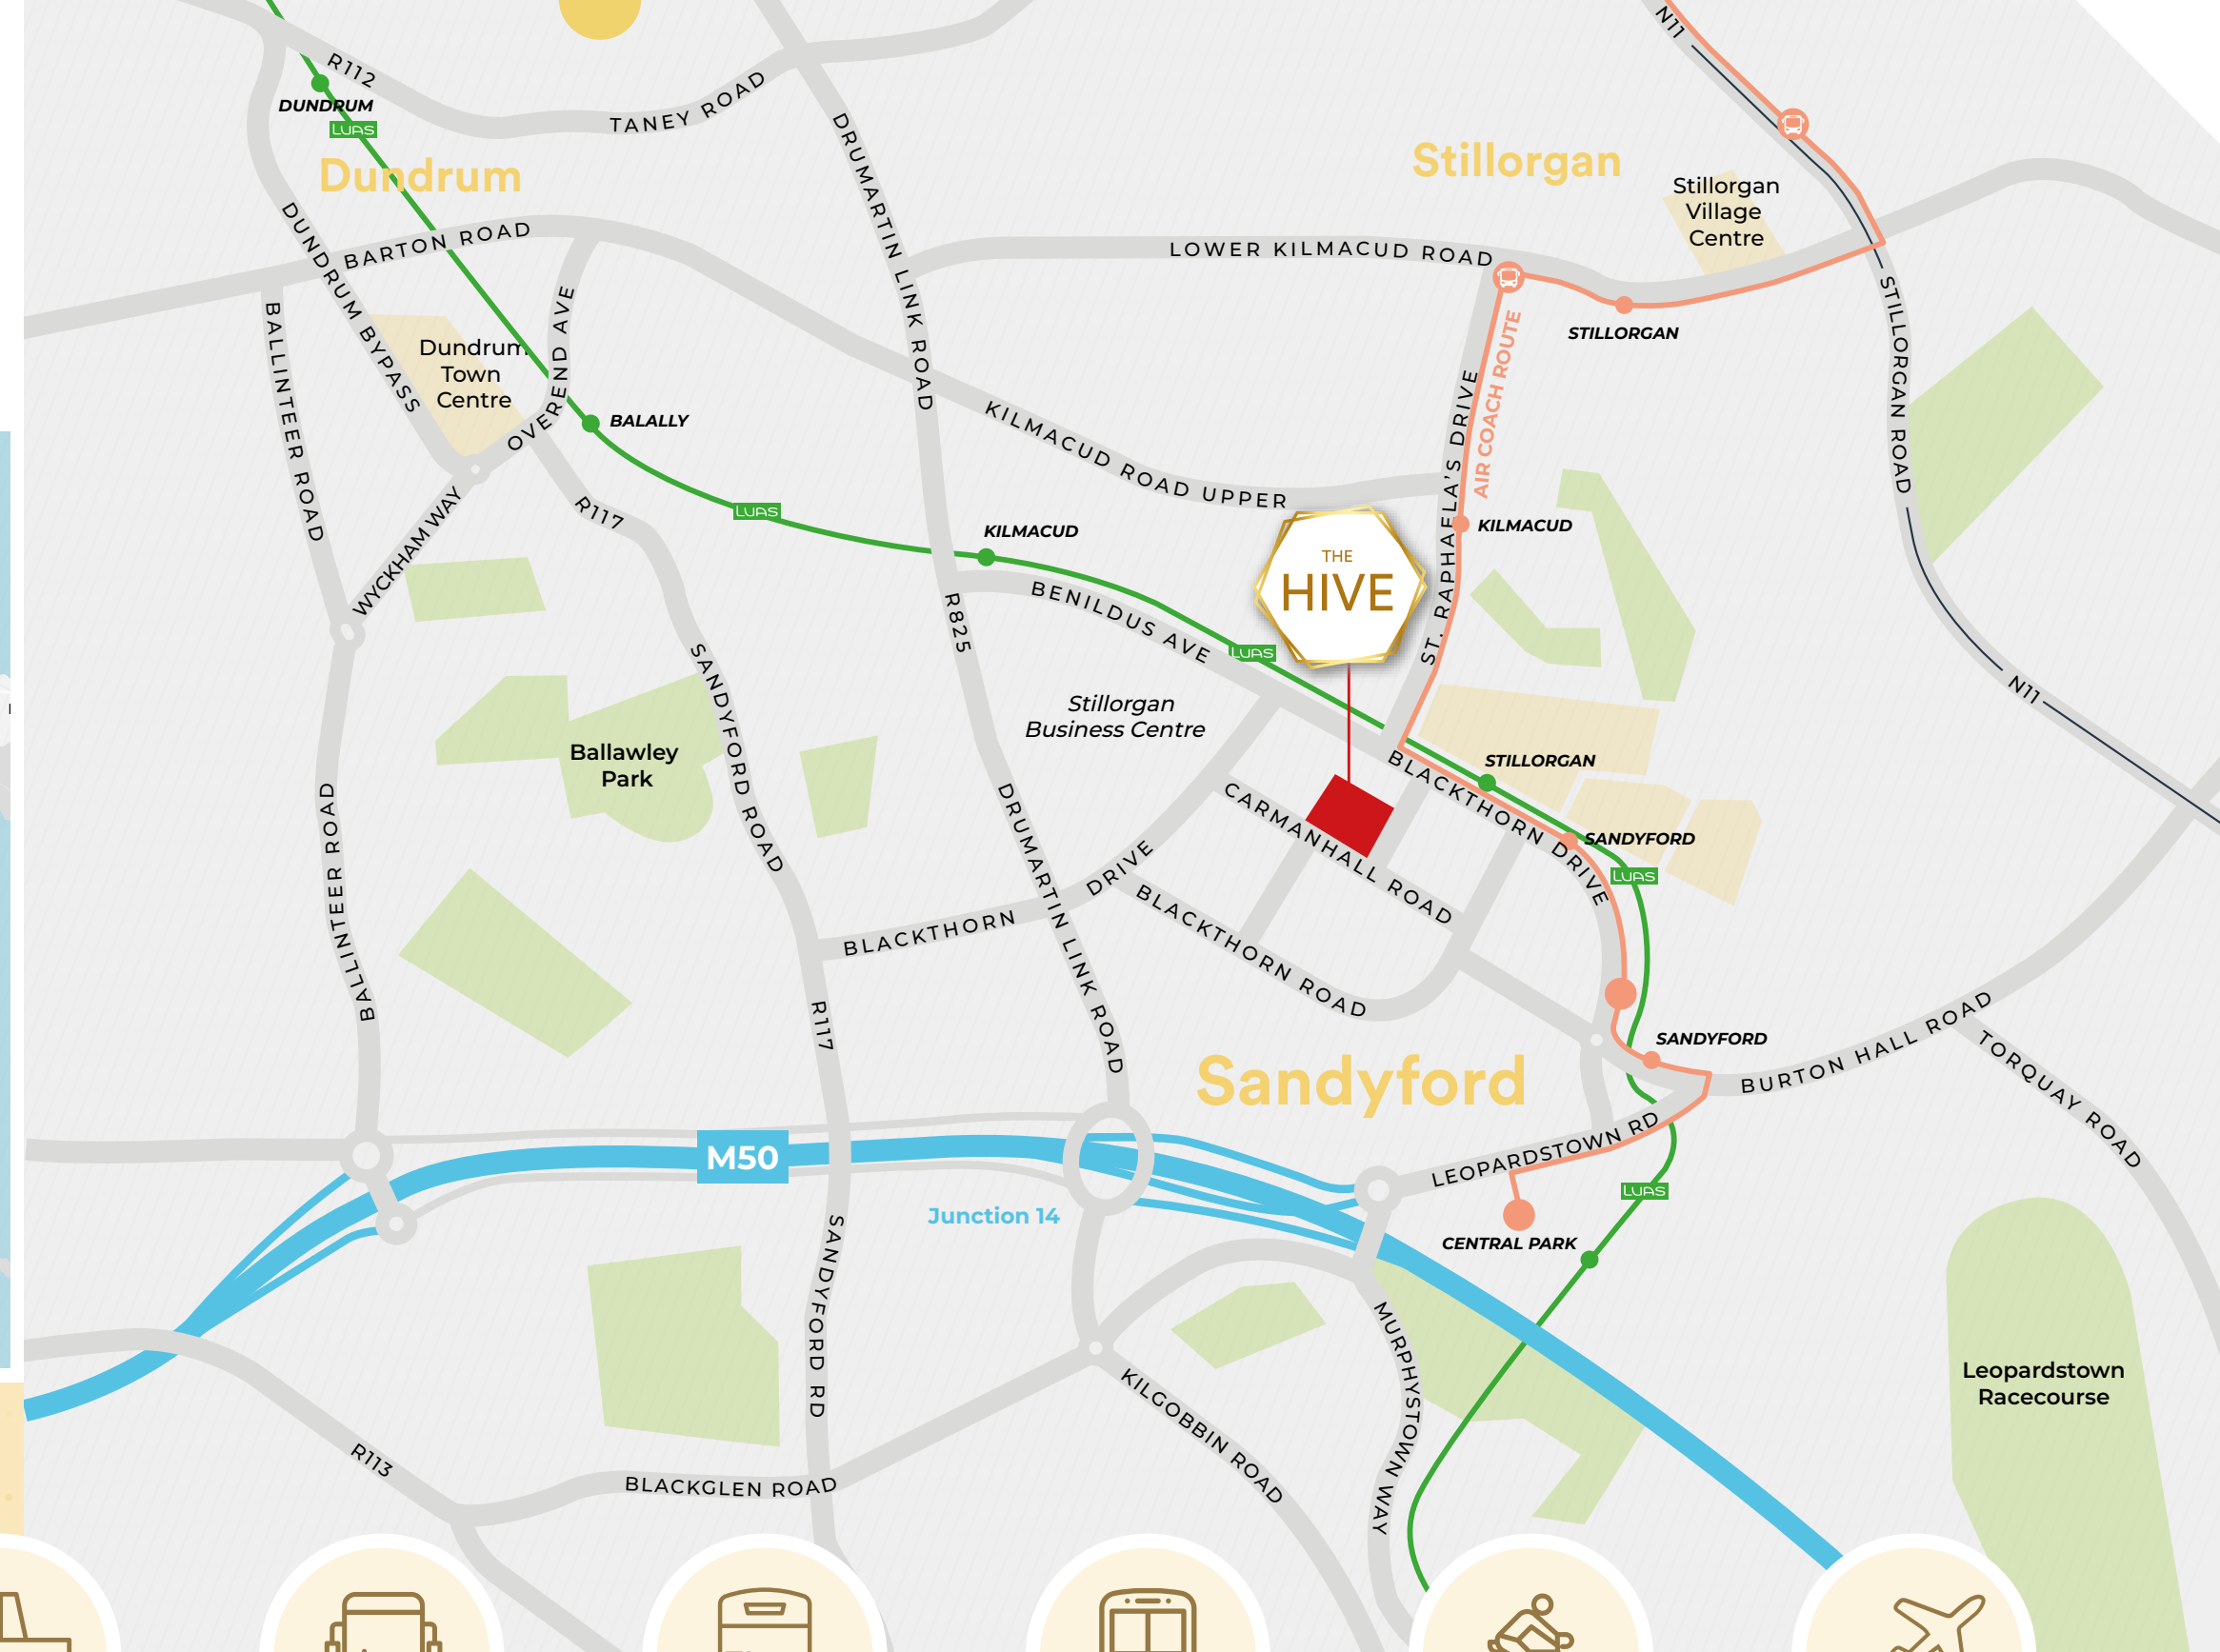 N11
R112
DUNDRUM
LUAS
TANEY ROAD
Dundrum
Stillorgan
DRUMARTIN LINK ROAD
Stillorgan
Village
Centre
DUNDRUM BYPASS
BARTON ROAD
LOWER KILMACUD ROAD
STILLORGAN
STILLORGAN ROAD
BALLINTEER ROAD
OVEREND AVE
Dundrum
Town
Centre
BALALLY
AIR COACH ROUTE
ST. RAPHAELA'S DRIVE
KILMACUD ROAD UPPER
WYCKHAM WAY
R117
LUAS
KILMACUD
KILMACUD
THE
HIVE
BENILDUS AVE
R825
LUAS
N11
SANDYFORD ROAD
Stillorgan
Business Centre
Ballawley
Park
STILLORGAN
BLACKTHORN DRIVE
CARMANHALL ROAD
SANDYFORD
LUAS
BALLINTEER ROAD
DRUMARTIN LINK ROAD
BLACKTHORN DRIVE
BLACKTHORN ROAD
R117
SANDYFORD
Sandyford
BURTON HALL ROAD
TORQUAY ROAD
LEOPARDSTOWN RD
M50
LUAS
Junction 14
CENTRAL PARK
SANDYFORD RD
MURPHYSTOWN WAY
Leopardstown
Racecourse
KILGOBBIN ROAD
R113
BLACKGLEN ROAD